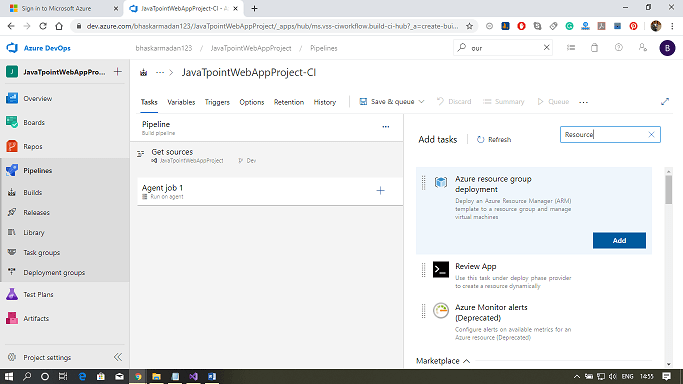 Sign in to Microsoft Azure
JavaTpointWebAppProject-CI - A
dev.azure.com/bhaskarmadan123/JavaTpointWebAppProject/_apps/hub/ms.vss-ciworkflow.build-ci-hub?_a=create-bui...
Azure DevOps
bhaskarmadan123 / JavaTpointWebAppProject / Pipelines
our
B
J
JavaTpointWebAppPro...
JavaTpointWebAppProject-CI
Overview
Boards
Repos
Pipelines
Builds
Releases
Library
Task groups
Deployment groups
Test Plans
Artifacts
Project settings
Tasks Variables Triggers Options Retention History
Save & queue Discard Summary Queue ...
Pipeline
Build pipeline
Get sources
JavaTpointWebAppProject Dev
Agent job 1
Run on agent
Add tasks
Refresh
Resource
Azure resource group
deployment
Deploy an Azure Resource Manager (ARM)
template to a resource group and manage
virtual machines
Add
Review App
Use this task under deploy phase provider
to create a resource dynamically
Azure Monitor alerts
(Deprecated)
Configure alerts on available metrics for an
Azure resource (Deprecated)
Marketplace
ENG 14:55